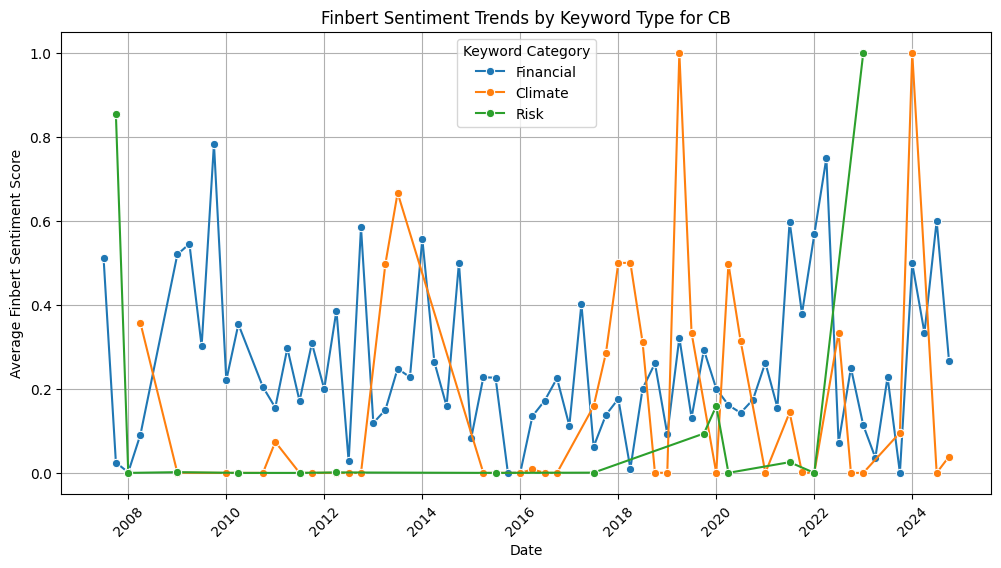 Finbert Sentiment Trends by Keyword Type for CB
Keyword Category
Financial
Climate
Risk
Average Finbert Sentiment Score
1.0
0.8
0.6
0.4
0.2
0.0
2008
2010
2012
2014
2016
2018
2020
2022
2024
Date